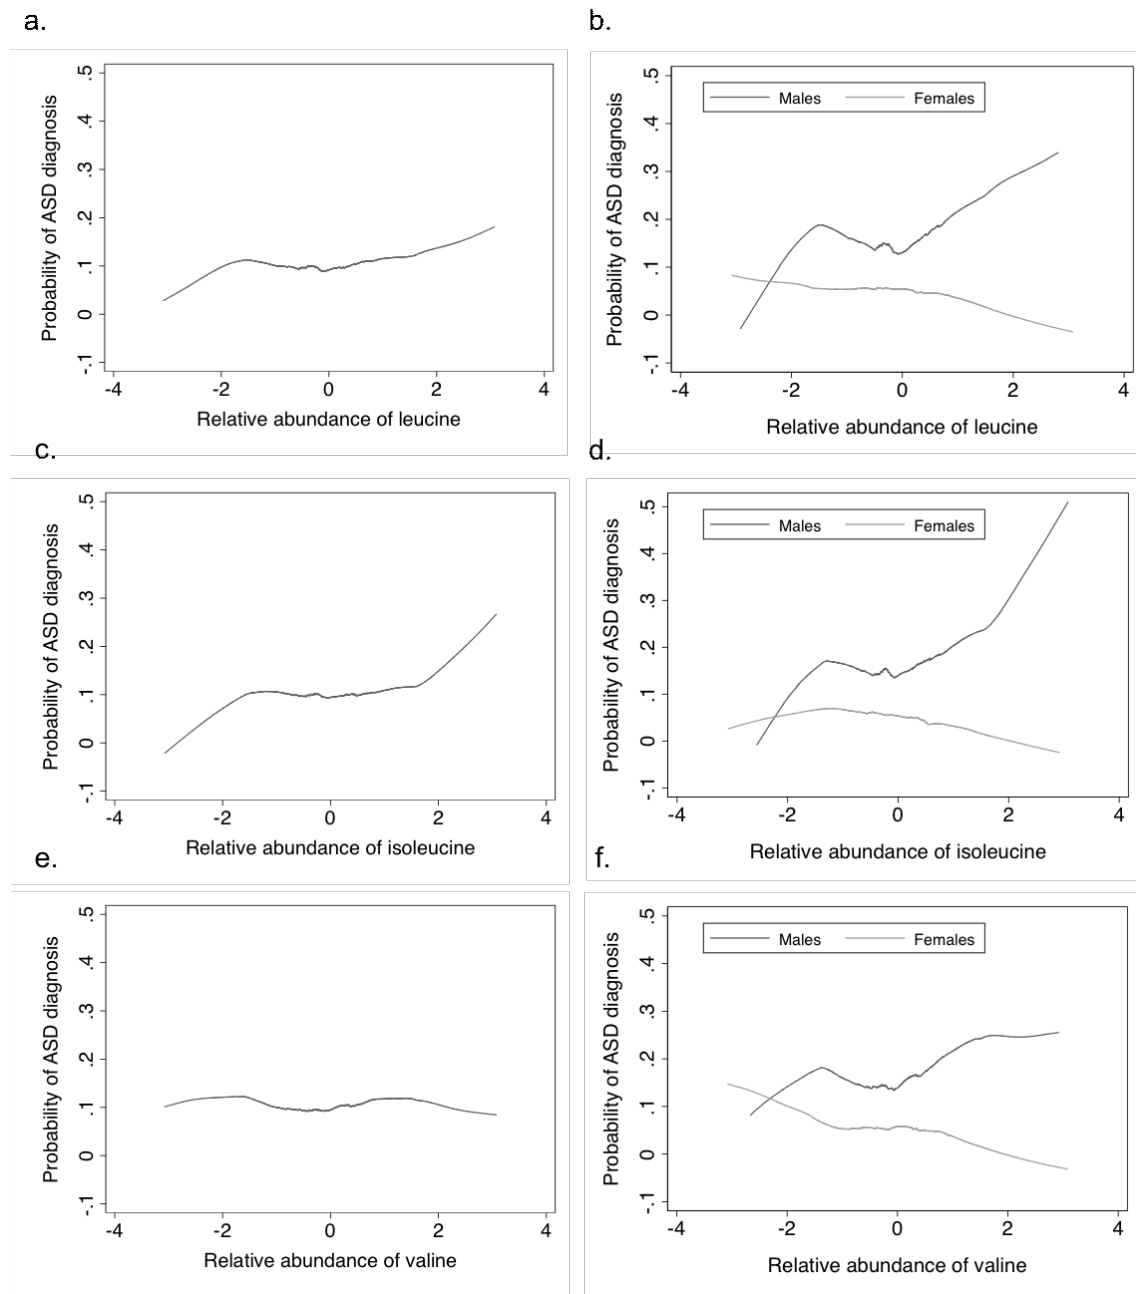 a.
Probability of ASD diagnosis
.5
.4
.3
.2
.1
0
-.1
-4 -2 0 2 4
Relative abundance of leucine
b.
Males Females
Probability of ASD diagnosis
.5
.4
.3
.2
.1
0
-.1
-4 -2 0 2 4
Relative abundance of leucine
c.
Probability of ASD diagnosis
.5
.4
.3
.2
.1
0
-.1
-4 -2 0 2 4
Relative abundance of isoleucine
d.
Males Females
Probability of ASD diagnosis
.5
.4
.3
.2
.1
0
-.1
-4 -2 0 2 4
Relative abundance of isoleucine
e.
Probability of ASD diagnosis
.5
.4
.3
.2
.1
0
-.1
-4 -2 0 2 4
Relative abundance of valine
f.
Males Females
Probability of ASD diagnosis
.5
.4
.3
.2
.1
0
-.1
-4 -2 0 2 4
Relative abundance of valine